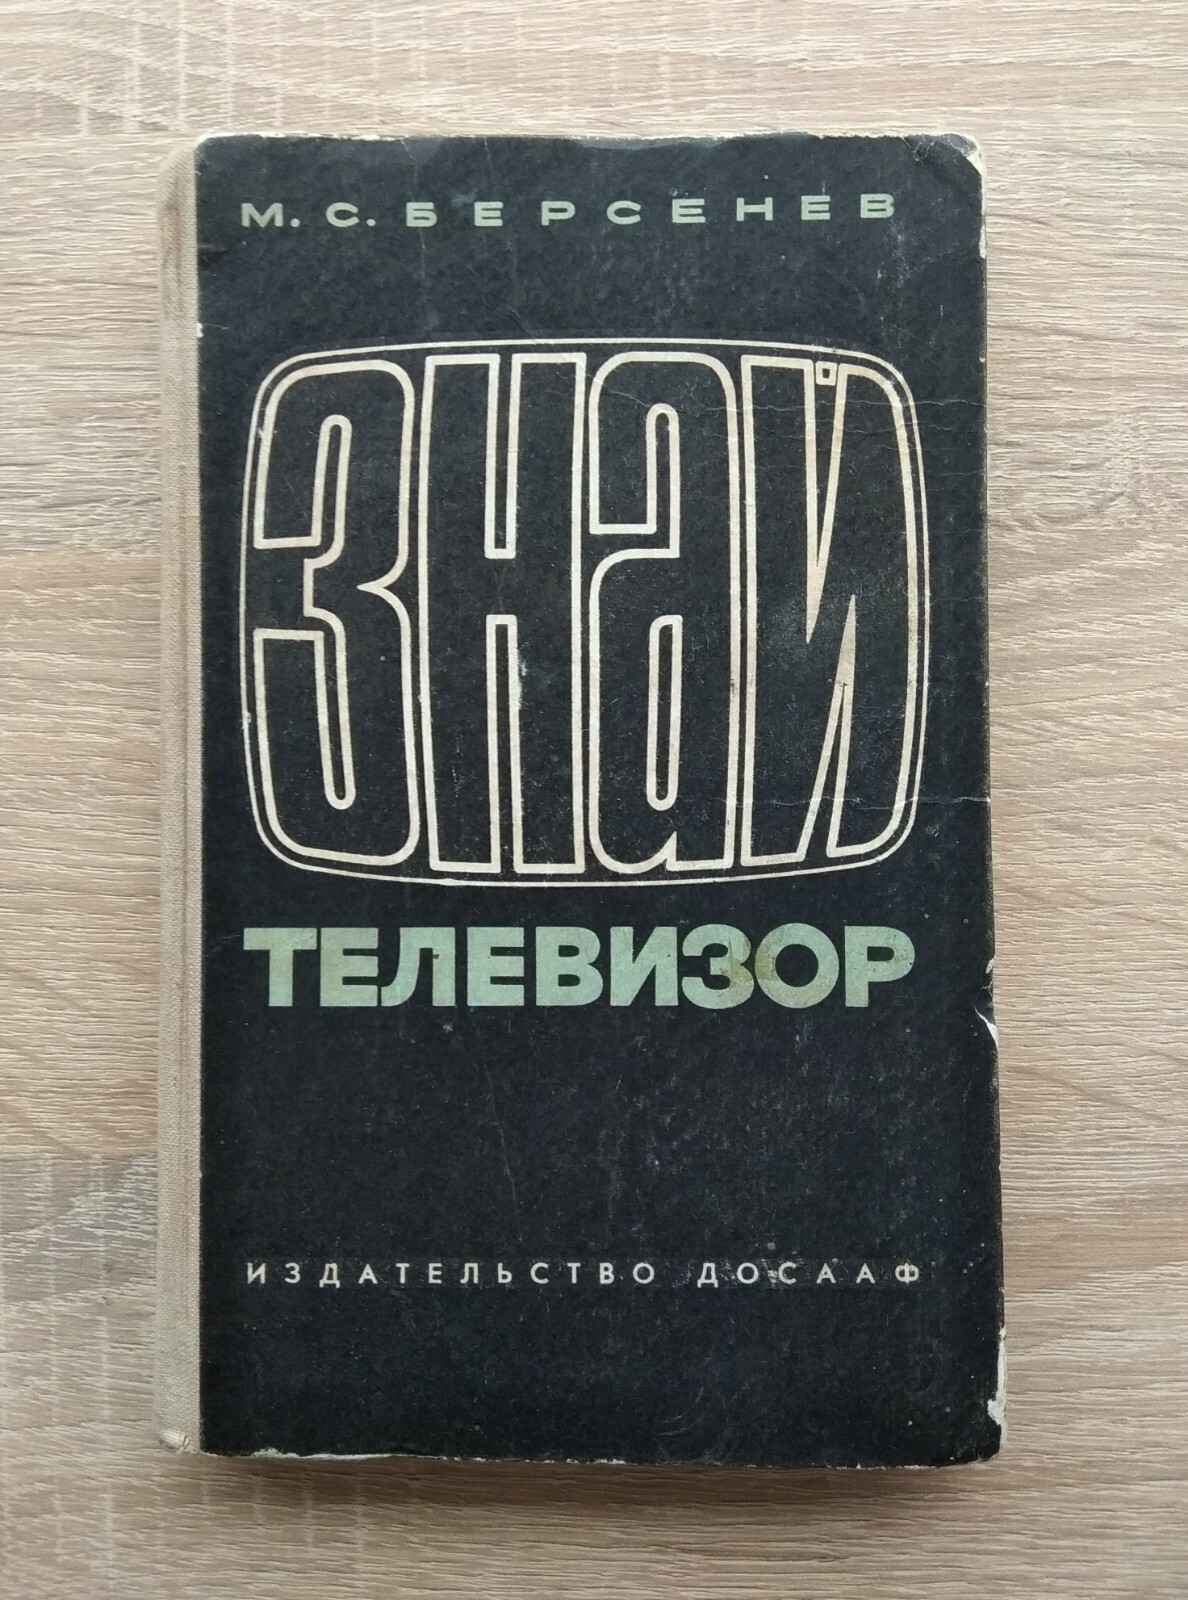 М. С. БЕРСЕНЕВ
ЗНАЙ
ТЕЛЕВИЗОР
ИЗДАТЕЛЬСТВО ДОСААФ